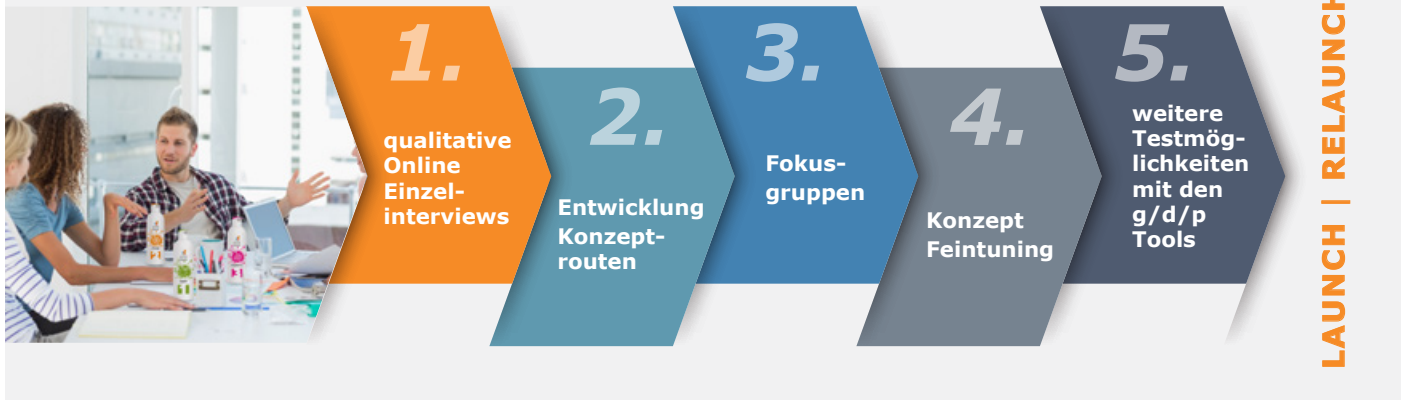 1.
qualitative
Online
Einzel-
interviews
2.
Entwicklung
Konzept-
routen
3.
Fokus-
gruppen
4.
Konzept
Feintuning
5.
weitere
Testmög-
lichkeiten
mit den
g/d/p
Tools
LAUNCH | RELAUNCH